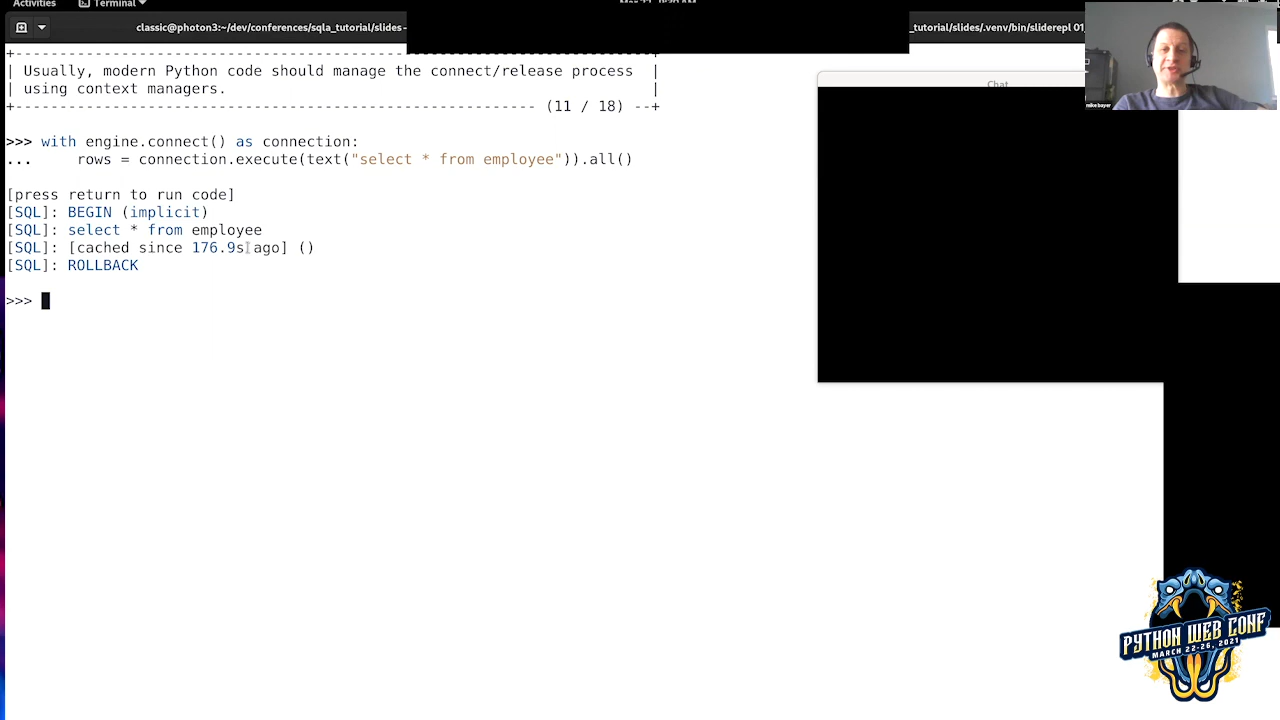 Activities
Terminal
classic@photon3:~/dev/conferences/sqla_tutorial/slides-
_tutorial/slides/.venv/bin/sliderepl 01
Chat
mike bayer
+----------------------------------------------------------------------+
| Usually, modern Python code should manage the connect/release process |
| using context managers. |
+----------------------------------------------------------- (11 / 18) --+
>>> with engine.connect() as connection:
... rows = connection.execute(text("select * from employee")).all()
[press return to run code]
[SQL]: BEGIN (implicit)
[SQL]: select * from employee
[SQL]: [cached since 176.9s ago] ()
[SQL]: ROLLBACK
>>>
PYTHON WEB CONF
MARCH 22-26, 2021